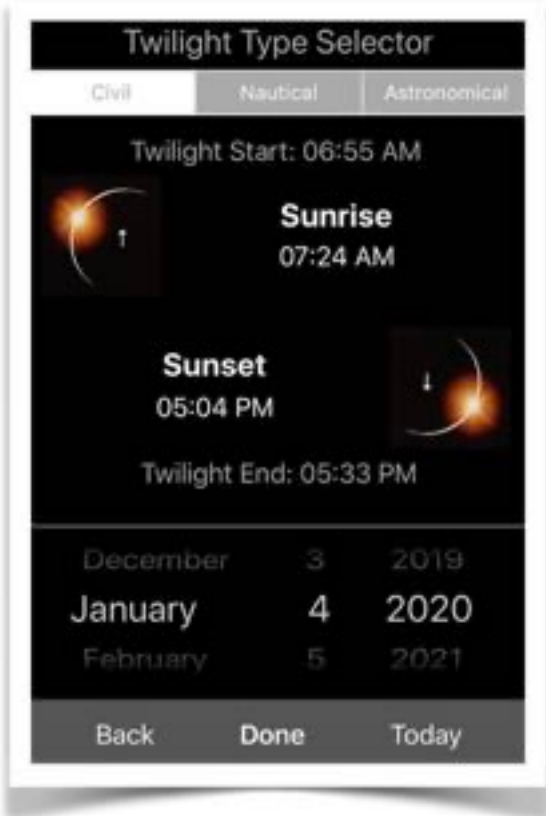 Twilight Type Selector
Civil Nautical Astronomical
Twilight Start: 06:55 AM
Sunrise
07:24 AM
Sunset
05:04 PM
Twilight End: 05:33 PM
December 3 2019
January 4 2020
February 5 2021
Back Done Today